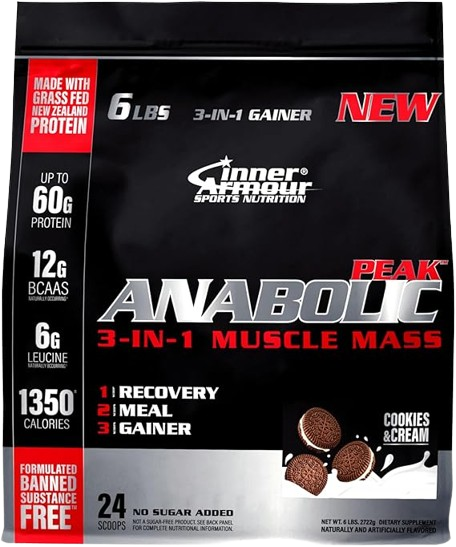 MADE WITH
GRASS FED
NEW ZEALAND
PROTEIN
6 LBS 3-IN-1 GAINER NEW
inner®
Armour
SPORTS NUTRITION
UP TO
60G
PROTEIN
12G
BCAAS
NATURALLY OCCURRING*
6G
LEUCINE
NATURALLY OCCURRING*
1350*
CALORIES
FORMULATED
BANNED
SUBSTANCE
FREE™
PEAK™
ANABOLIC
3-IN-1 MUSCLE MASS
1 RECOVERY
2 MEAL
3 GAINER
COOKIES
&CREAM
24
SCOOPS
NO SUGAR ADDED
NOT A SUGAR-FREE PRODUCT. SEE BACK PANEL
FOR COMPLETE NUTRITIONAL INFORMATION.
NET WT. 6 LBS, 2722g DIETARY SUPPLEMENT
NATURALLY AND ARTIFICIALLY FLAVORED